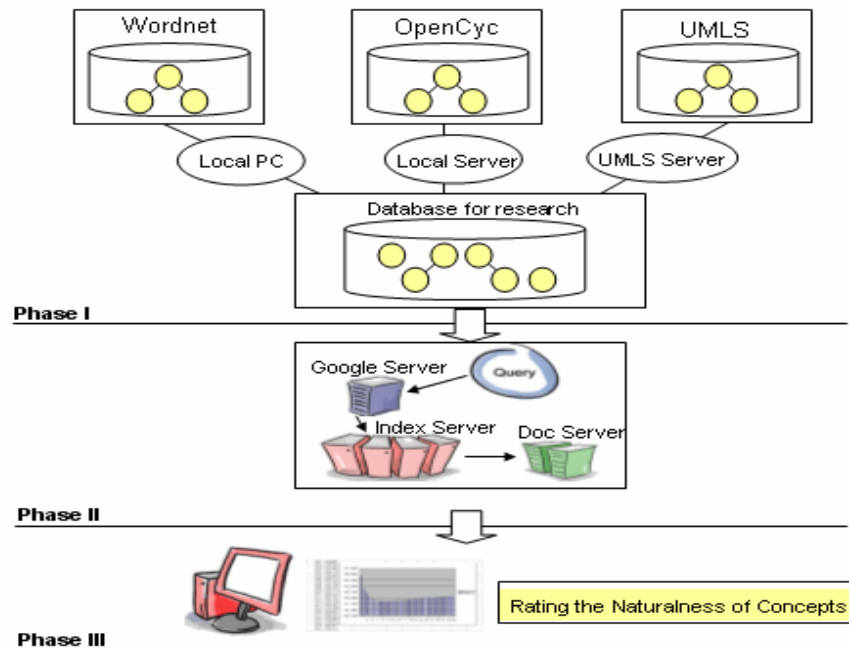 Wordnet
OpenCyc
UMLS
Local PC
Local Server
UMLS Server
Database for research
Phase I
Google Server
Query
Index Server
Doc Server
Phase II
Rating the Naturalness of Concepts
Phase III